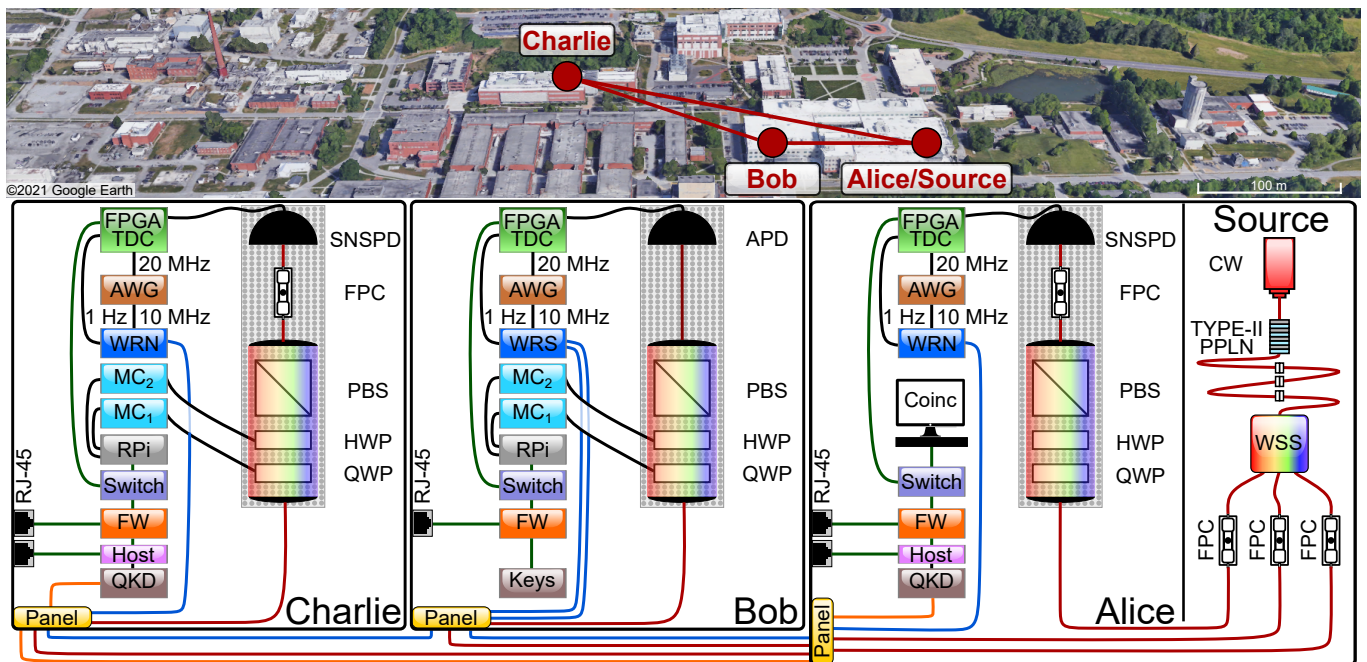 Charlie
Bob
Alice/Source
©2021 Google Earth
100 m
FPGA
TDC
20 MHz
AWG
1 Hz
10 MHz
WRN
MC2
MC1
RPi
Switch
FW
Host
QKD
RJ-45
Panel
SNSPD
FPC
PBS
HWP
QWP
Charlie
FPGA
TDC
20 MHz
AWG
1 Hz
10 MHz
WRS
MC2
MC1
RPi
Switch
FW
Keys
RJ-45
Panel
APD
PBS
HWP
QWP
Bob
FPGA
TDC
20 MHz
AWG
1 Hz
10 MHz
WRN
Coinc
Switch
FW
Host
QKD
RJ-45
Panel
SNSPD
FPC
PBS
HWP
QWP
Alice
Source
CW
TYPE-II
PPLN
WSS
FPC
FPC
FPC